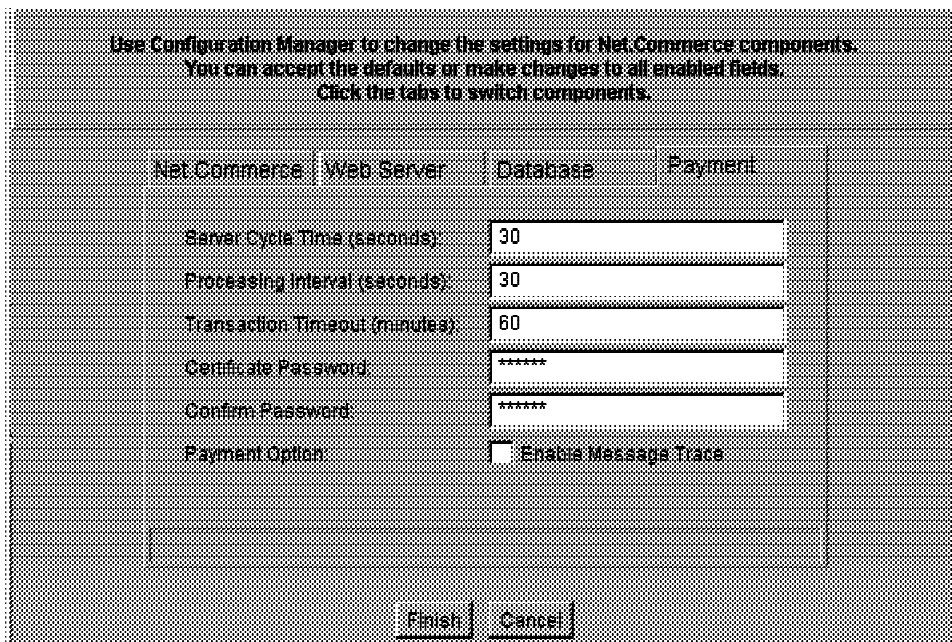 Use Configuration Manager to change the settings for Net.Commerce components.
You can accept the defaults or make changes to all enabled fields.
Click the tabs to switch components.
Net.Commerce Web Server Database Payment
Server Cycle Time (seconds): 30
Processing Interval (seconds): 30
Transaction Timeout (minutes): 60
Certificate Password: ******
Confirm Password: ******
Payment Option: Enable Message Trace
Finish Cancel